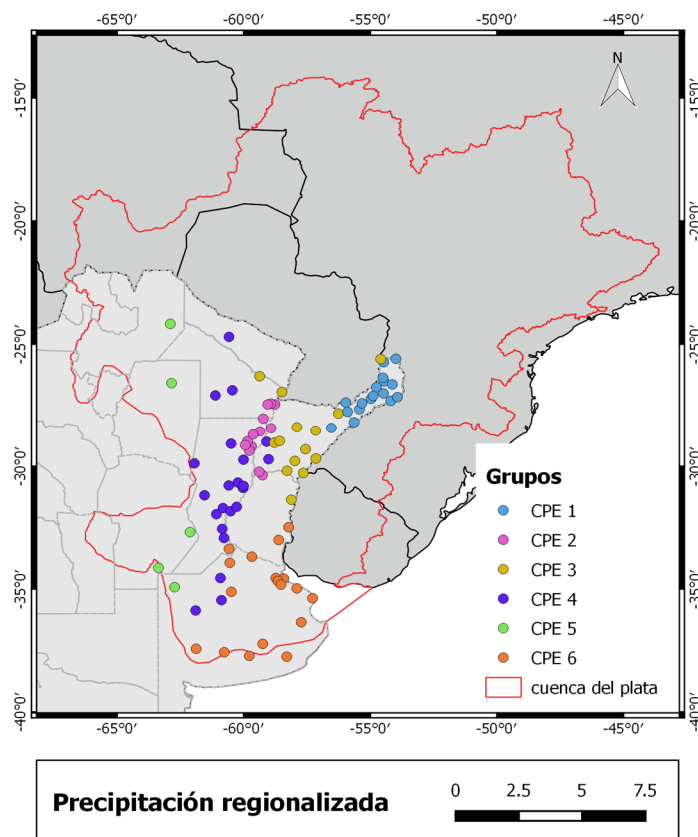 -65°0′ -60°0′ -55°0′ -50°0′ -45°0′
N
-15°0′ -15°0′
-20°0′ -20°0′
-25°0′ -25°0′
-30°0′ -30°0′
-35°0′ -35°0′
-40°0′ -40°0′
Grupos
CPE 1
CPE 2
CPE 3
CPE 4
CPE 5
CPE 6
cuenca del plata
-65°0′ -60°0′ -55°0′ -50°0′ -45°0′
Precipitación regionalizada
0 2.5 5 7.5